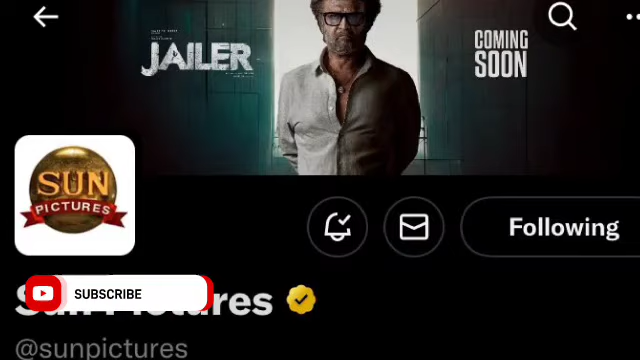 JAILER
COMING
SOON
SUN
PICTURES
Following
SUBSCRIBE
@sunpictures